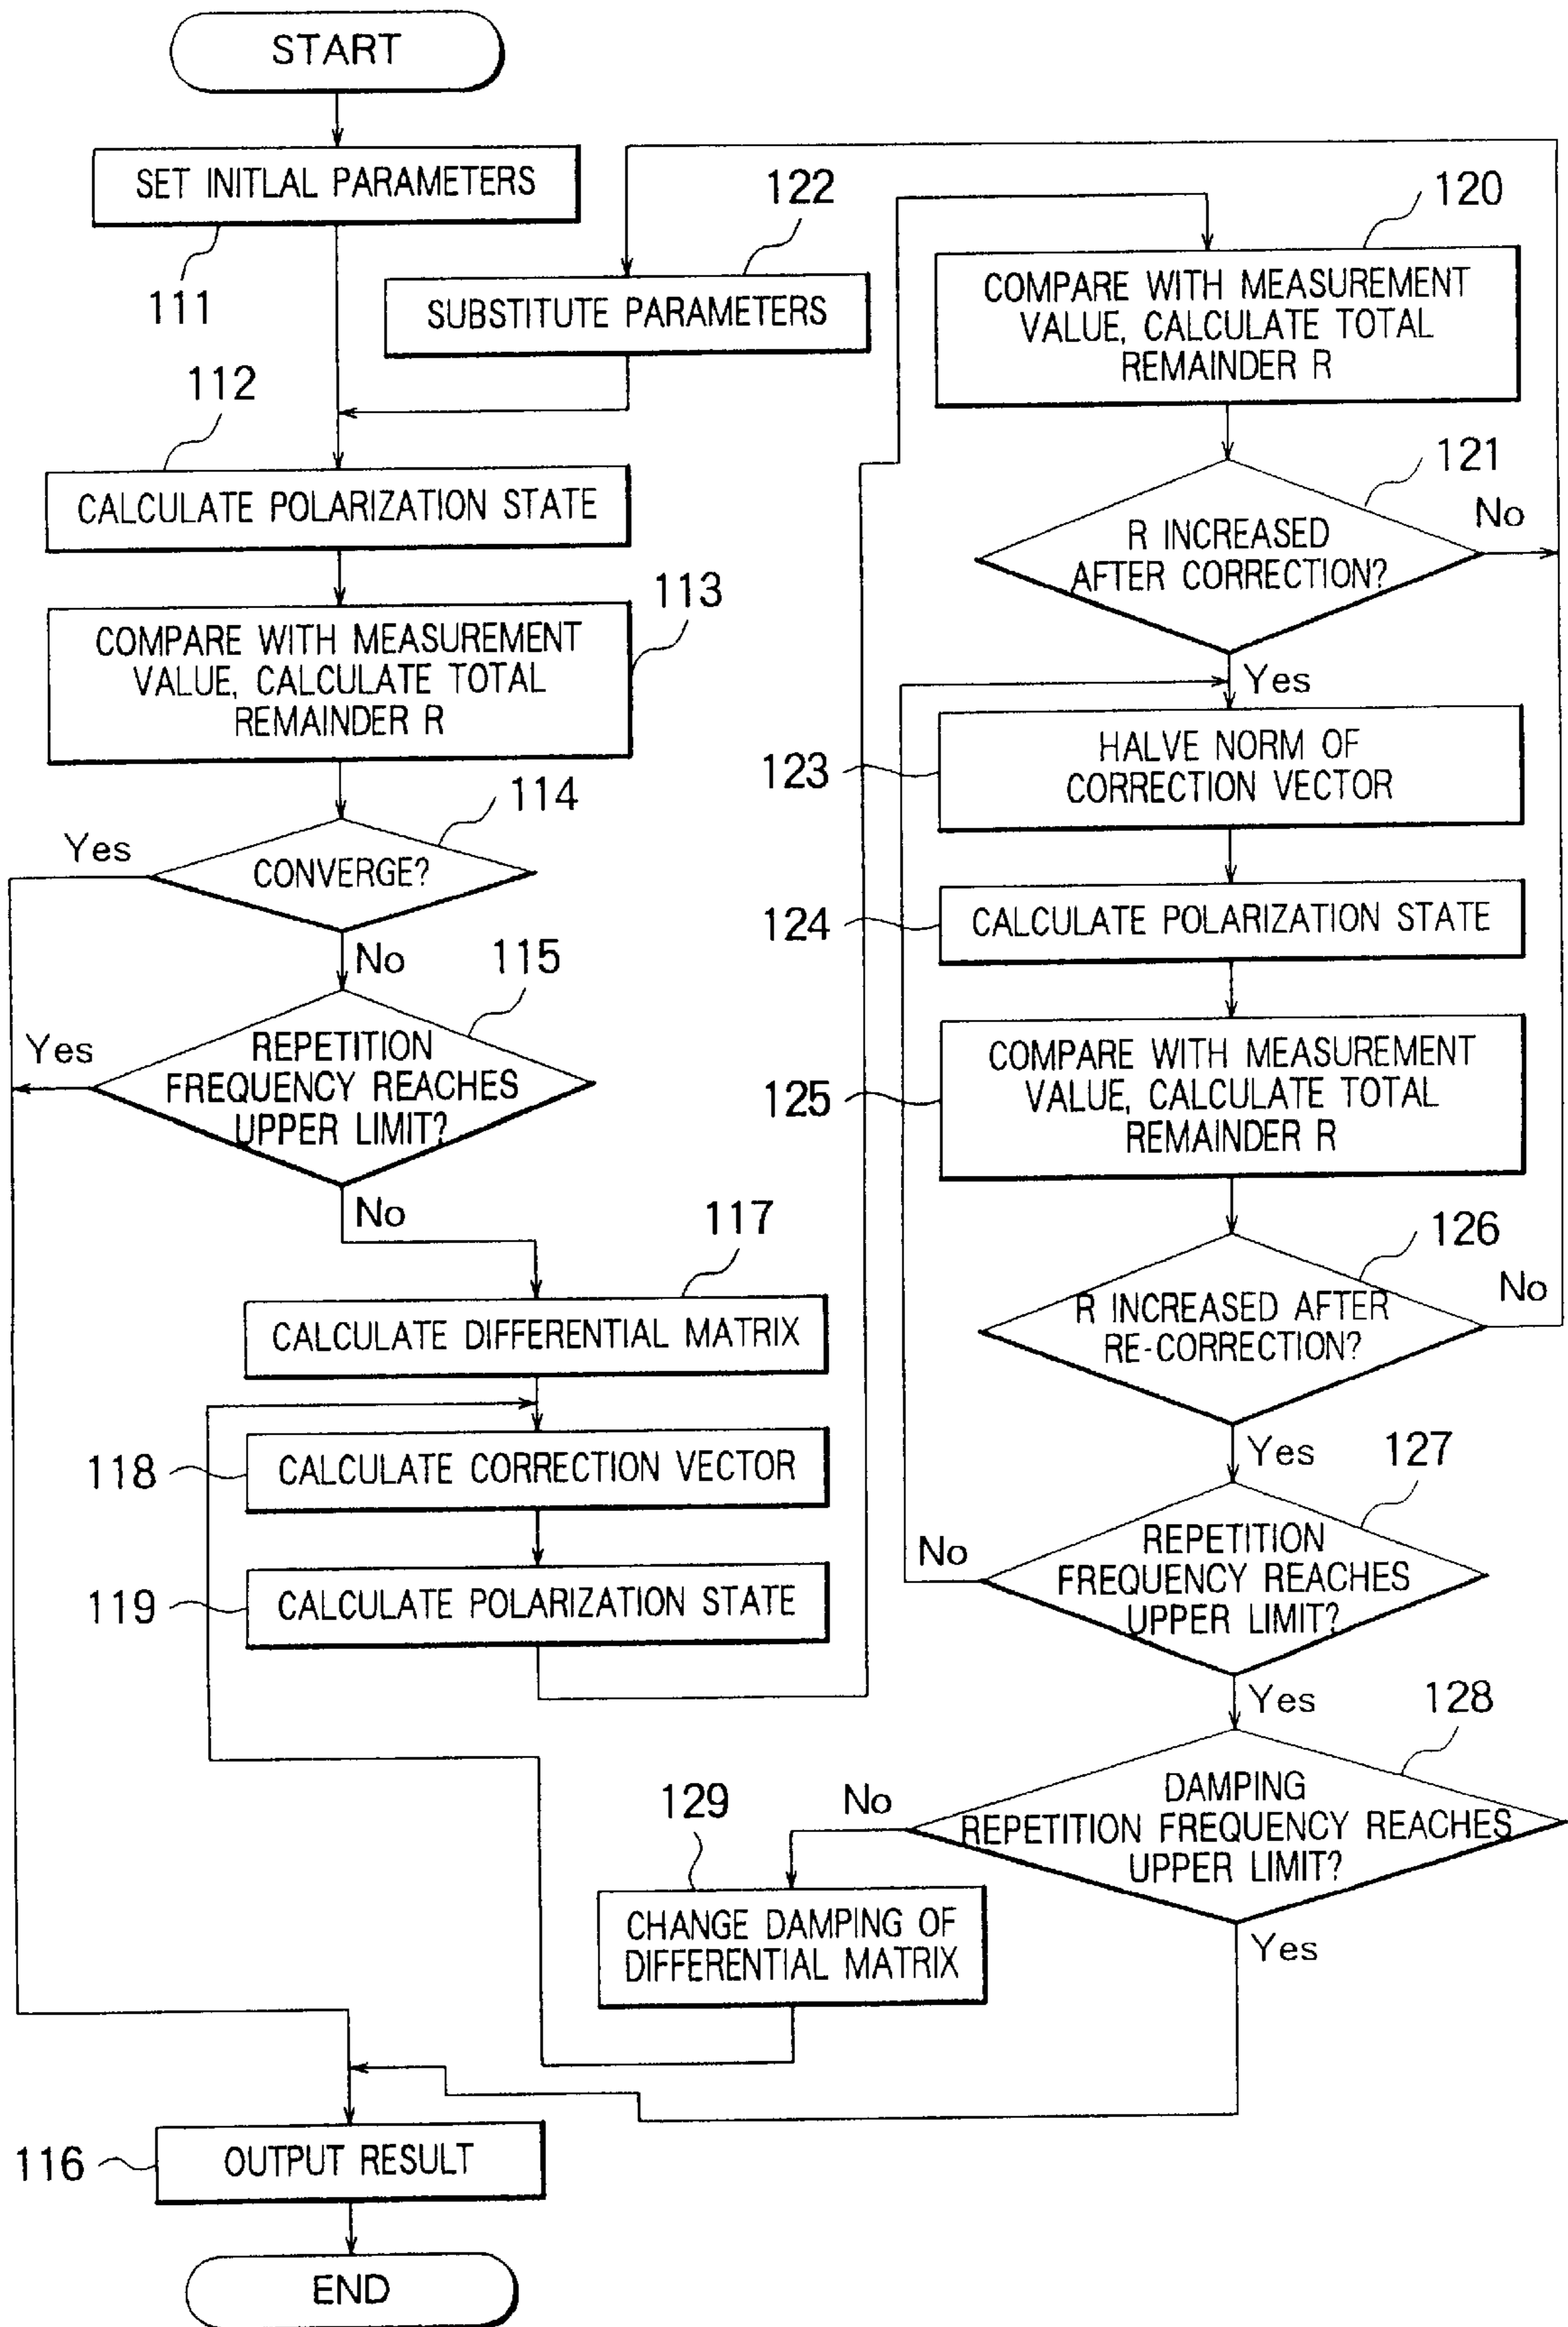 START
SET INITLAL PARAMETERS
111
122
SUBSTITUTE PARAMETERS
112
CALCULATE POLARIZATION STATE
113
COMPARE WITH MEASUREMENT
VALUE, CALCULATE TOTAL
REMAINDER R
114
Yes
CONVERGE?
No
115
Yes
REPETITION
FREQUENCY REACHES
UPPER LIMIT?
No
117
CALCULATE DIFFERENTIAL MATRIX
118
CALCULATE CORRECTION VECTOR
119
CALCULATE POLARIZATION STATE
120
COMPARE WITH MEASUREMENT
VALUE, CALCULATE TOTAL
REMAINDER R
121
No
R INCREASED
AFTER CORRECTION?
Yes
123
HALVE NORM OF
CORRECTION VECTOR
124
CALCULATE POLARIZATION STATE
125
COMPARE WITH MEASUREMENT
VALUE, CALCULATE TOTAL
REMAINDER R
126
No
R INCREASED AFTER
RE-CORRECTION?
Yes
127
No
REPETITION
FREQUENCY REACHES
UPPER LIMIT?
Yes
128
No
DAMPING
REPETITION FREQUENCY REACHES
UPPER LIMIT?
Yes
129
CHANGE DAMPING OF
DIFFERENTIAL MATRIX
116
OUTPUT RESULT
END